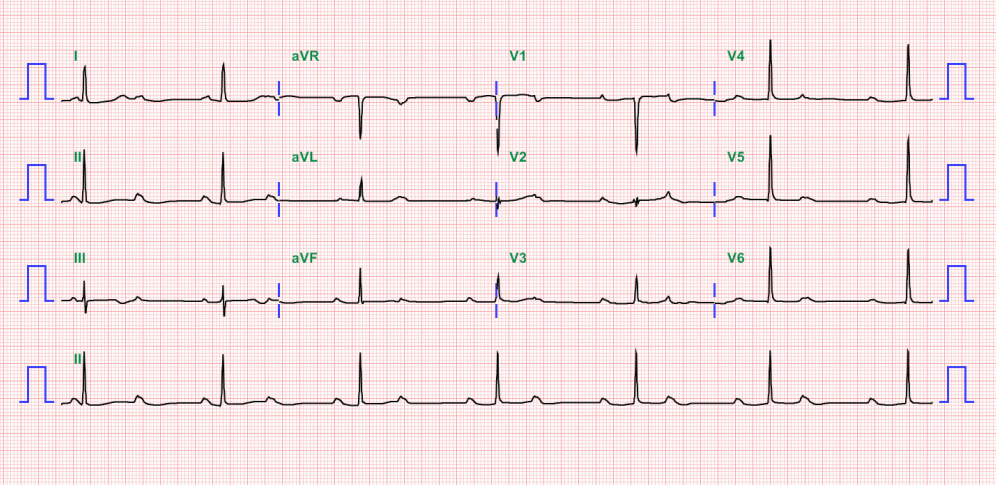 I aVR V1 V4
II aVL V2 V5
III aVF V3 V6
II